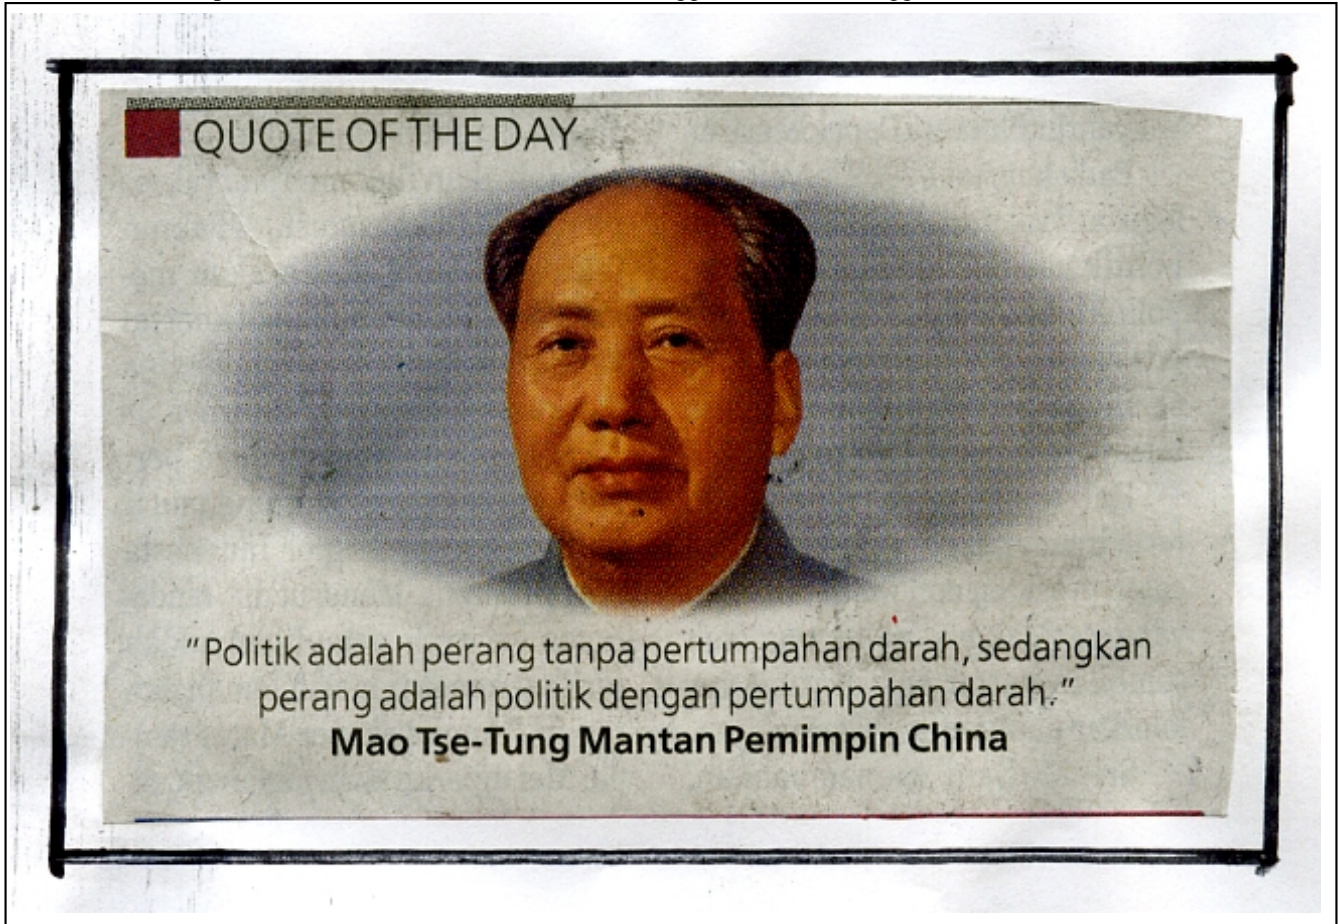 QUOTE OF THE DAY
"Politik adalah perang tanpa pertumpahan darah, sedangkan
perang adalah politik dengan pertumpahan darah."
Mao Tse-Tung Mantan Pemimpin China